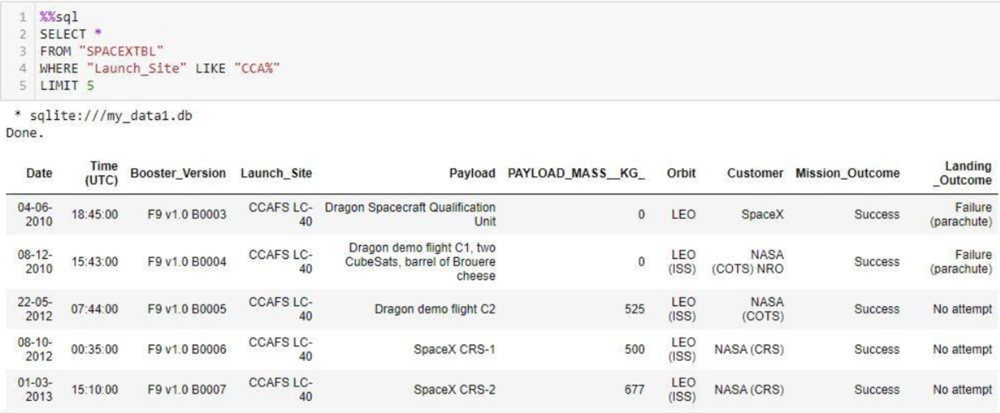 1 %%sql
2 SELECT *
3 FROM "SPACEXTBL"
4 WHERE "Launch_Site" LIKE "CCA%"
5 LIMIT 5
* sqlite:///my_data1.db
Done.
Date Time (UTC) Booster_Version Launch_Site Payload PAYLOAD_MASS__KG_ Orbit Customer Mission_Outcome Landing _Outcome
04-06-2010 18:45:00 F9 v1.0 B0003 CCAFS LC-40 Dragon Spacecraft Qualification Unit 0 LEO SpaceX Success Failure (parachute)
08-12-2010 15:43:00 F9 v1.0 B0004 CCAFS LC-40 Dragon demo flight C1, two CubeSats, barrel of Brouere cheese 0 LEO (ISS) NASA (COTS) NRO Success Failure (parachute)
22-05-2012 07:44:00 F9 v1.0 B0005 CCAFS LC-40 Dragon demo flight C2 525 LEO (ISS) NASA (COTS) Success No attempt
08-10-2012 00:35:00 F9 v1.0 B0006 CCAFS LC-40 SpaceX CRS-1 500 LEO (ISS) NASA (CRS) Success No attempt
01-03-2013 15:10:00 F9 v1.0 B0007 CCAFS LC-40 SpaceX CRS-2 677 LEO (ISS) NASA (CRS) Success No attempt